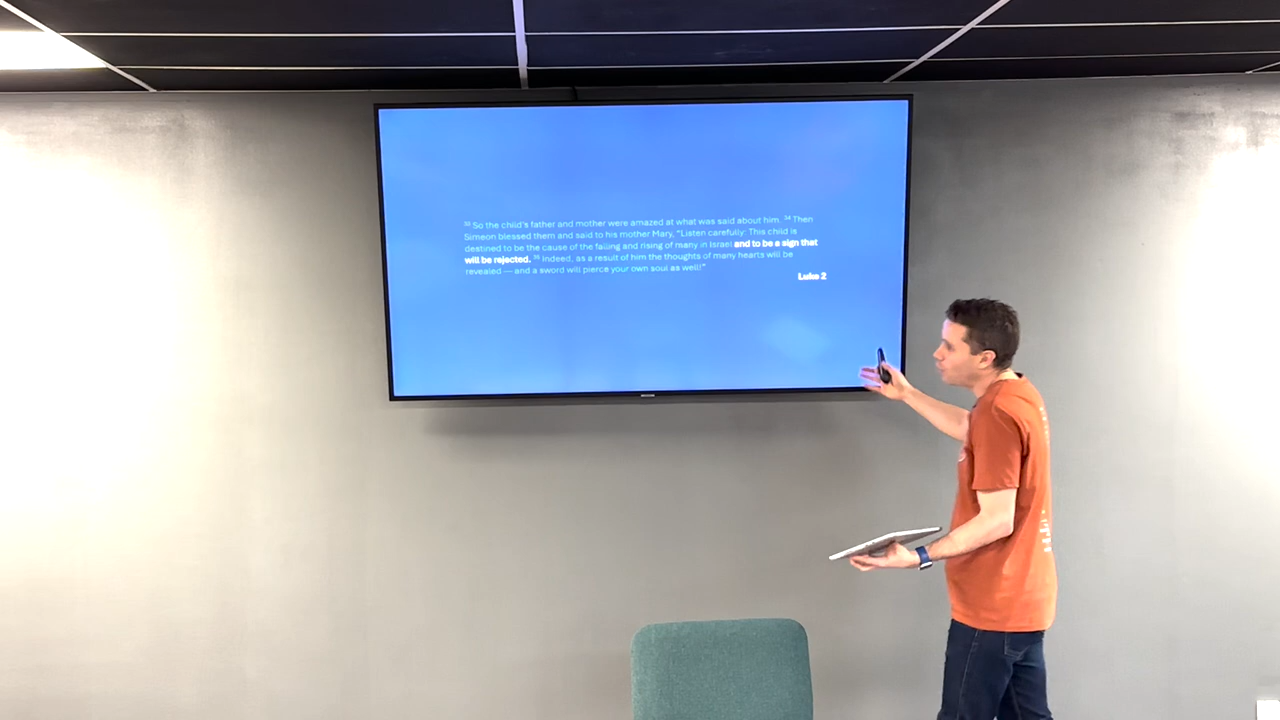 33 So the child's father and mother were amazed at what was said about him. 34 Then
Simeon blessed them and said to his mother Mary, “Listen carefully: This child is
destined to be the cause of the falling and rising of many in Israel and to be a sign that
will be rejected. 35 Indeed, as a result of him the thoughts of many hearts will be
revealed — and a sword will pierce your own soul as well!”
Luke 2